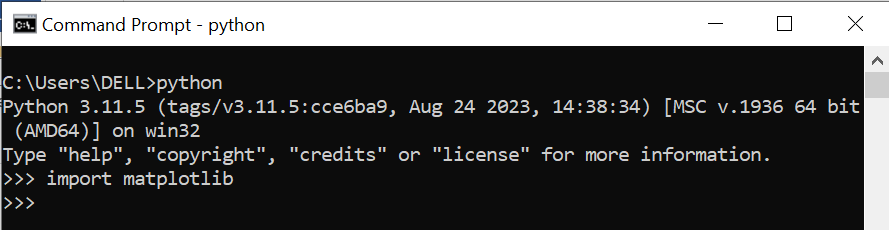 Command Prompt - python
C:\Users\DELL>python
Python 3.11.5 (tags/v3.11.5:cce6ba9, Aug 24 2023, 14:38:34) [MSC v.1936 64 bit
(AMD64)] on win32
Type "help", "copyright", "credits" or "license" for more information.
>>> import matplotlib
>>>